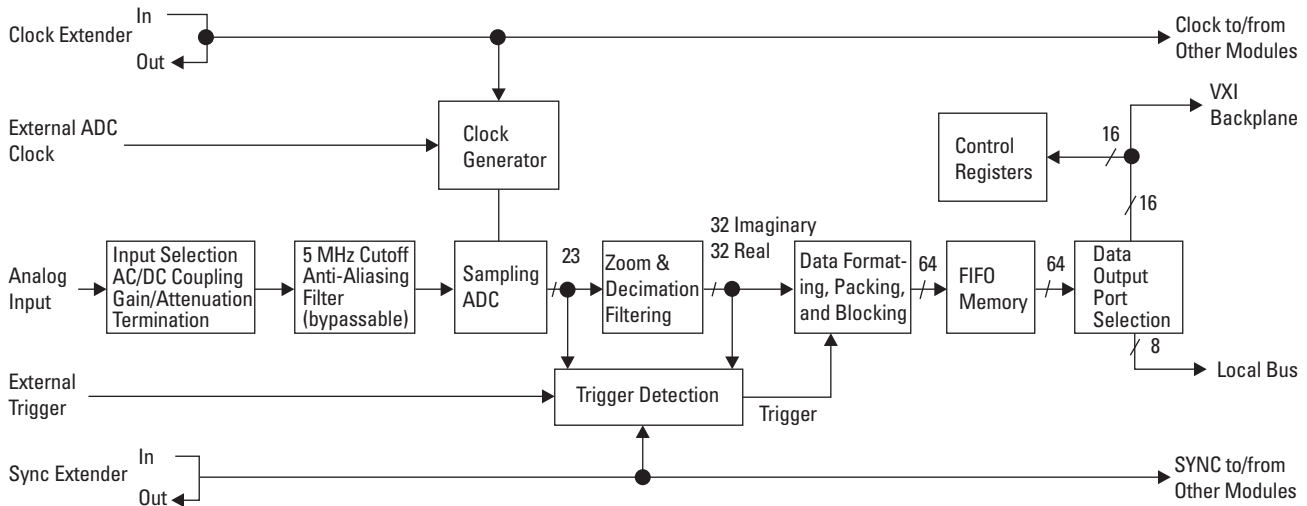 In
Clock Extender
Out
Clock to/from
Other Modules
VXI
Backplane
External ADC
Clock
Clock
Generator
Control
Registers
16
16
Analog
Input
Input Selection
AC/DC Coupling
Gain/Attenuation
Termination
5 MHz Cutoff
Anti-Aliasing
Filter
(bypassable)
Sampling
ADC
23
Zoom &
Decimation
Filtering
32 Imaginary
32 Real
Data Format-
ing, Packing,
and Blocking
64
FIFO
Memory
64
Data
Output
Port
Selection
8
Local Bus
External
Trigger
Trigger Detection
Trigger
In
Sync Extender
Out
SYNC to/from
Other Modules